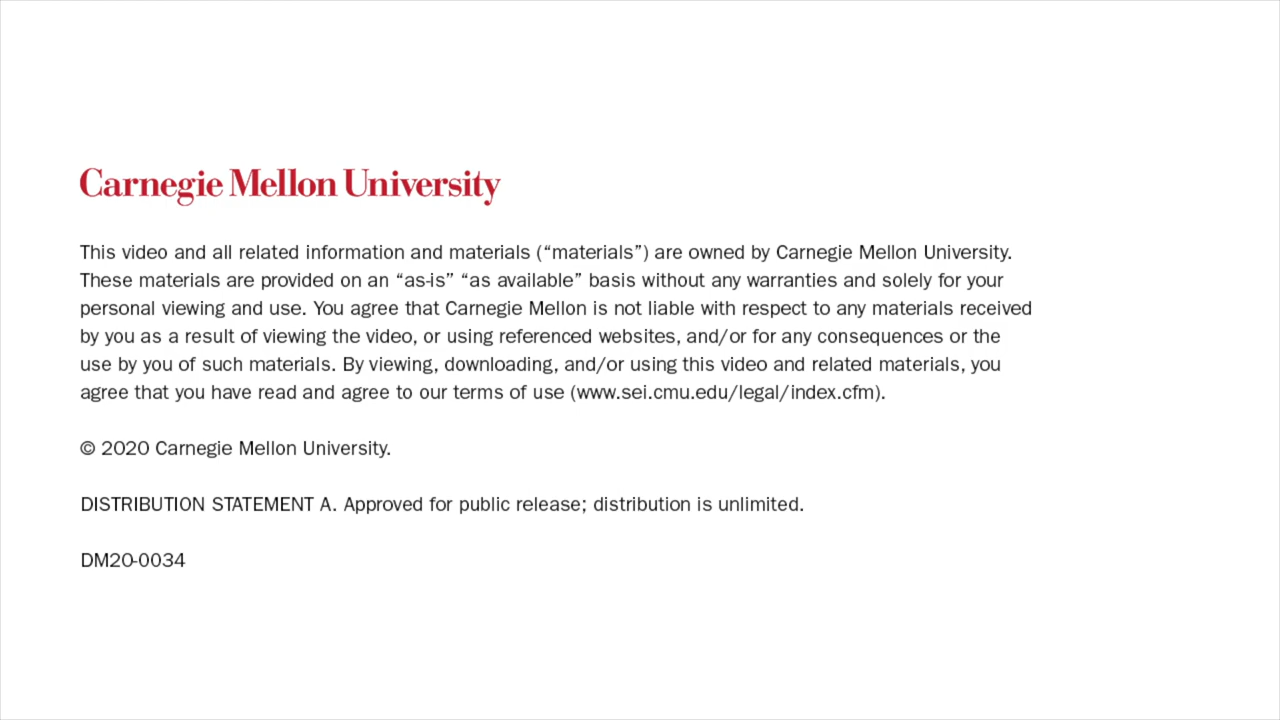 Carnegie Mellon University
This video and all related information and materials (“materials”) are owned by Carnegie Mellon University.
These materials are provided on an “as-is” “as available” basis without any warranties and solely for your
personal viewing and use. You agree that Carnegie Mellon is not liable with respect to any materials received
by you as a result of viewing the video, or using referenced websites, and/or for any consequences or the
use by you of such materials. By viewing, downloading, and/or using this video and related materials, you
agree that you have read and agree to our terms of use (www.sei.cmu.edu/legal/index.cfm).
© 2020 Carnegie Mellon University.
DISTRIBUTION STATEMENT A. Approved for public release; distribution is unlimited.
DM20-0034